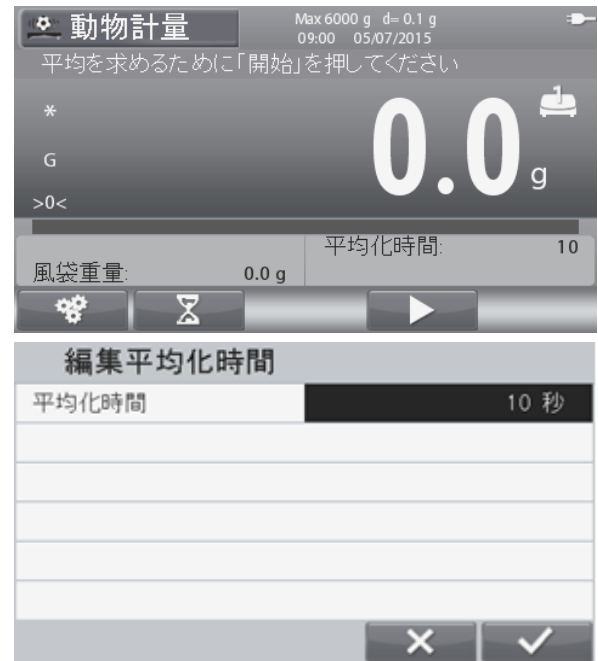 動物計量
Max 6000 g d= 0.1 g
09:00 05/07/2015
平均を求めるために「開始」を押してください
*
G
>0<
0.0 g
1
平均化時間: 10
風袋重量: 0.0 g
編集平均化時間
平均化時間 10 秒